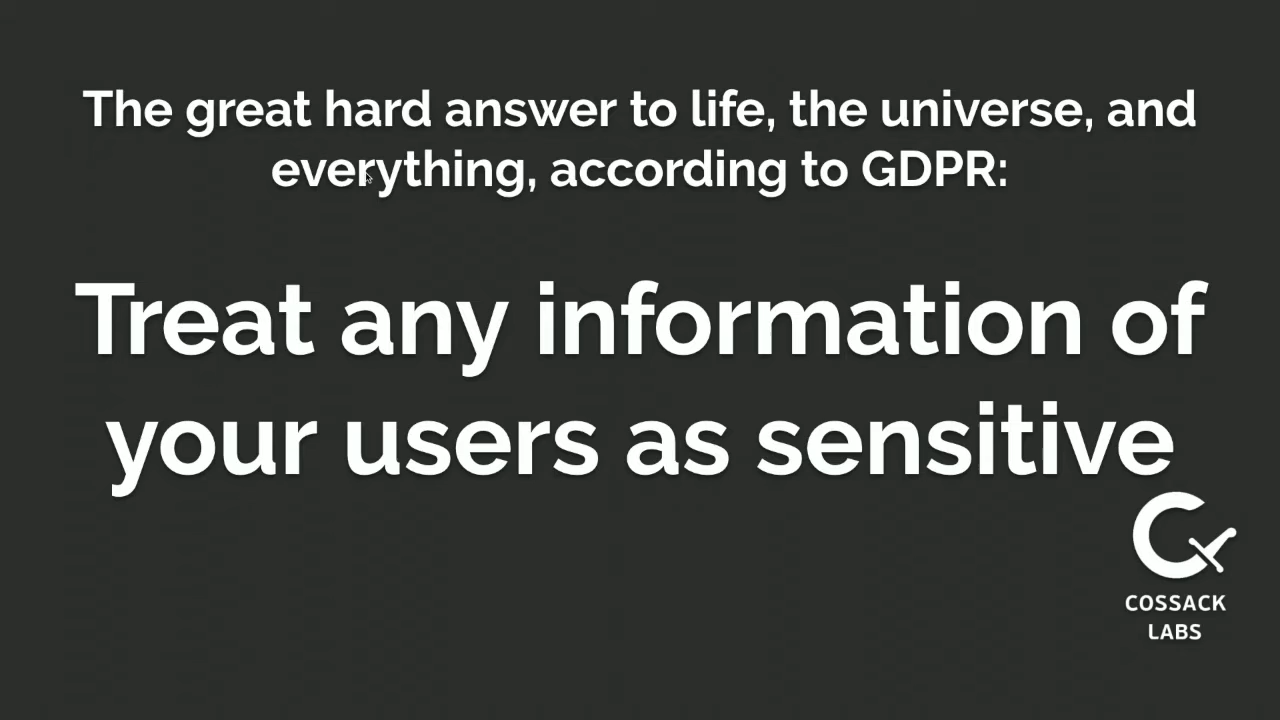 The great hard answer to life, the universe, and
everything, according to GDPR:
Treat any information of
your users as sensitive
COSSACK
LABS